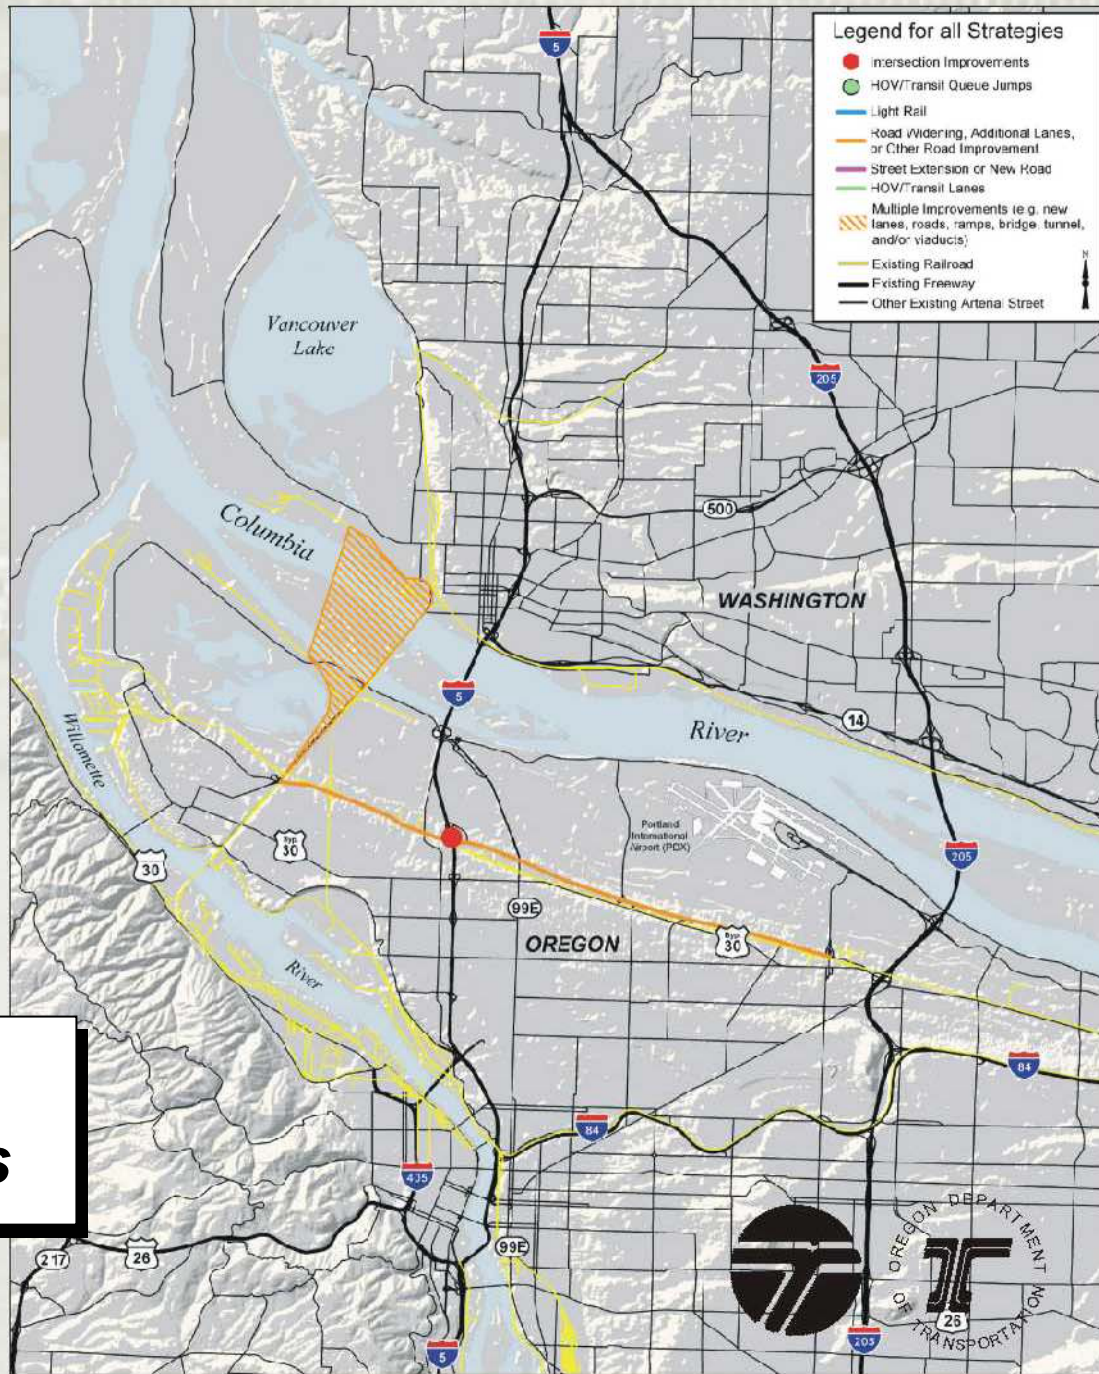 Legend for all Strategies
Intersection Improvements
HOV/Transit Queue Jumps
Light Rail
Road Widening, Additional Lanes,
or Other Road Improvement
Street Extension or New Road
HOV/Transit Lanes
Multiple Improvements (e.g. new
lanes, roads, ramps, bridge, tunnel,
and/or viaducts)
Existing Railroad
Existing Freeway
Other Existing Arterial Street
N
5
205
Vancouver
Lake
500
Columbia
WASHINGTON
5
14
River
Willamette
Portland
International
Airport (PDX)
30
Byp
30
205
99E
OREGON
Byp
30
River
84
84
405
s
217
26
99E
5
205
26
OREGON DEPARTMENT
OF TRANSPORTATION